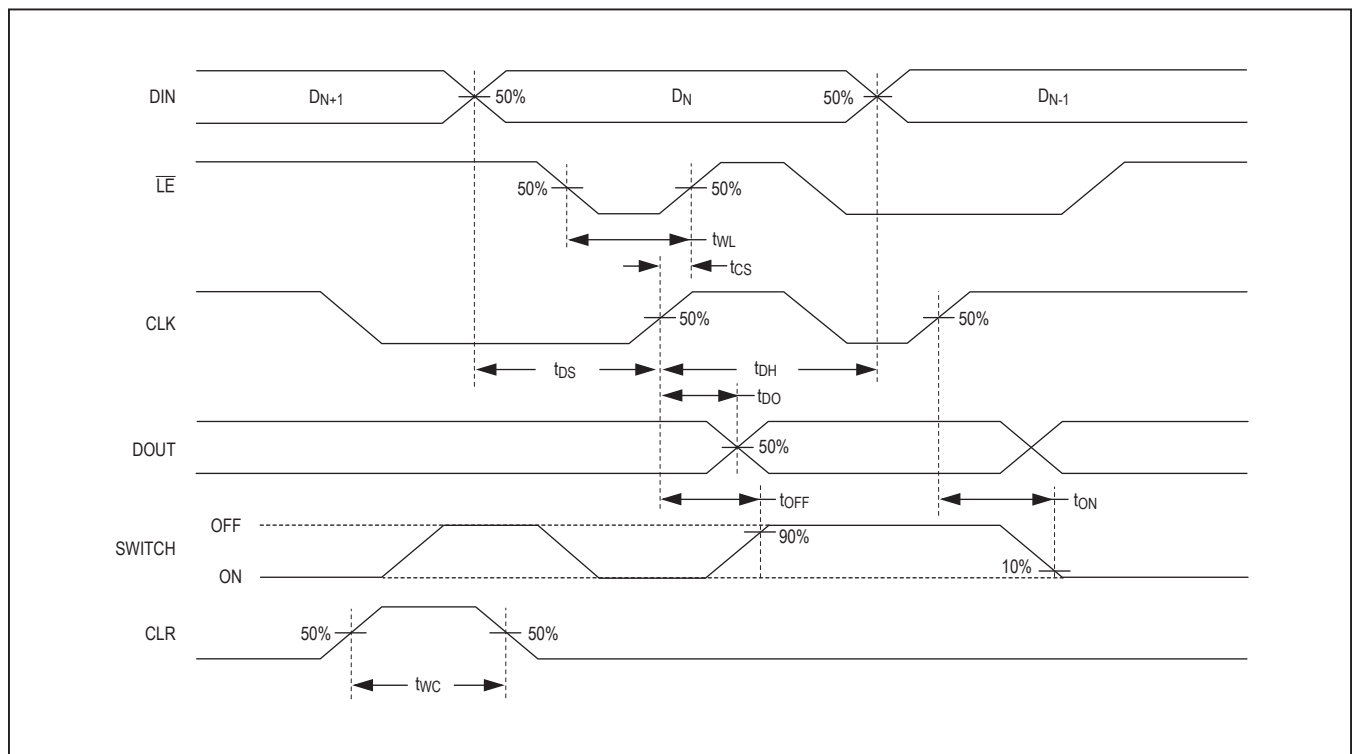 DIN
DN+1
50%
DN
50%
DN-1
LE
50%
50%
tWL
tCS
CLK
50%
50%
tDS
tDH
tDO
DOUT
50%
tOFF
tON
SWITCH
OFF
90%
ON
10%
CLR
50%
50%
tWC